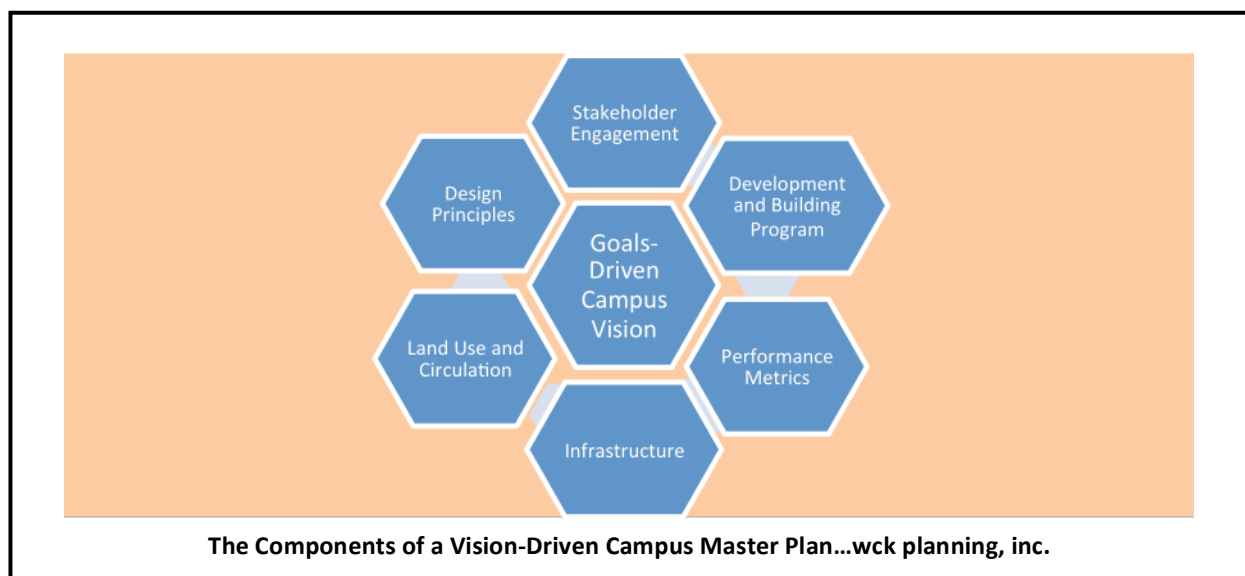 Stakeholder
Engagement
Development
and Building
Program
Performance
Metrics
Infrastructure
Land Use and
Circulation
Design
Principles
Goals-
Driven
Campus
Vision
The Components of a Vision-Driven Campus Master Plan...wck planning, inc.